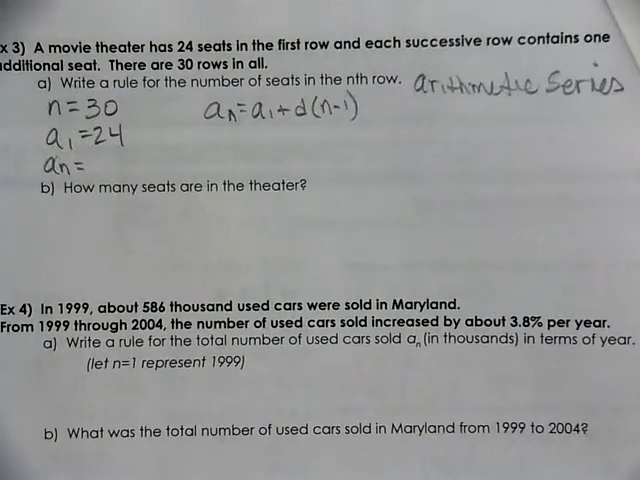 x 3) A movie theater has 24 seats in the first row and each successive row contains one
dditional seat. There are 30 rows in all.
a) Write a rule for the number of seats in the nth row. arithmetic Series
n=30 aₙ=a₁+d(n-1)
a₁=24
aₙ=
b) How many seats are in the theater?
Ex 4) In 1999, about 586 thousand used cars were sold in Maryland.
From 1999 through 2004, the number of used cars sold increased by about 3.8% per year.
a) Write a rule for the total number of used cars sold aₙ (in thousands) in terms of year.
(let n=1 represent 1999)
b) What was the total number of used cars sold in Maryland from 1999 to 2004?